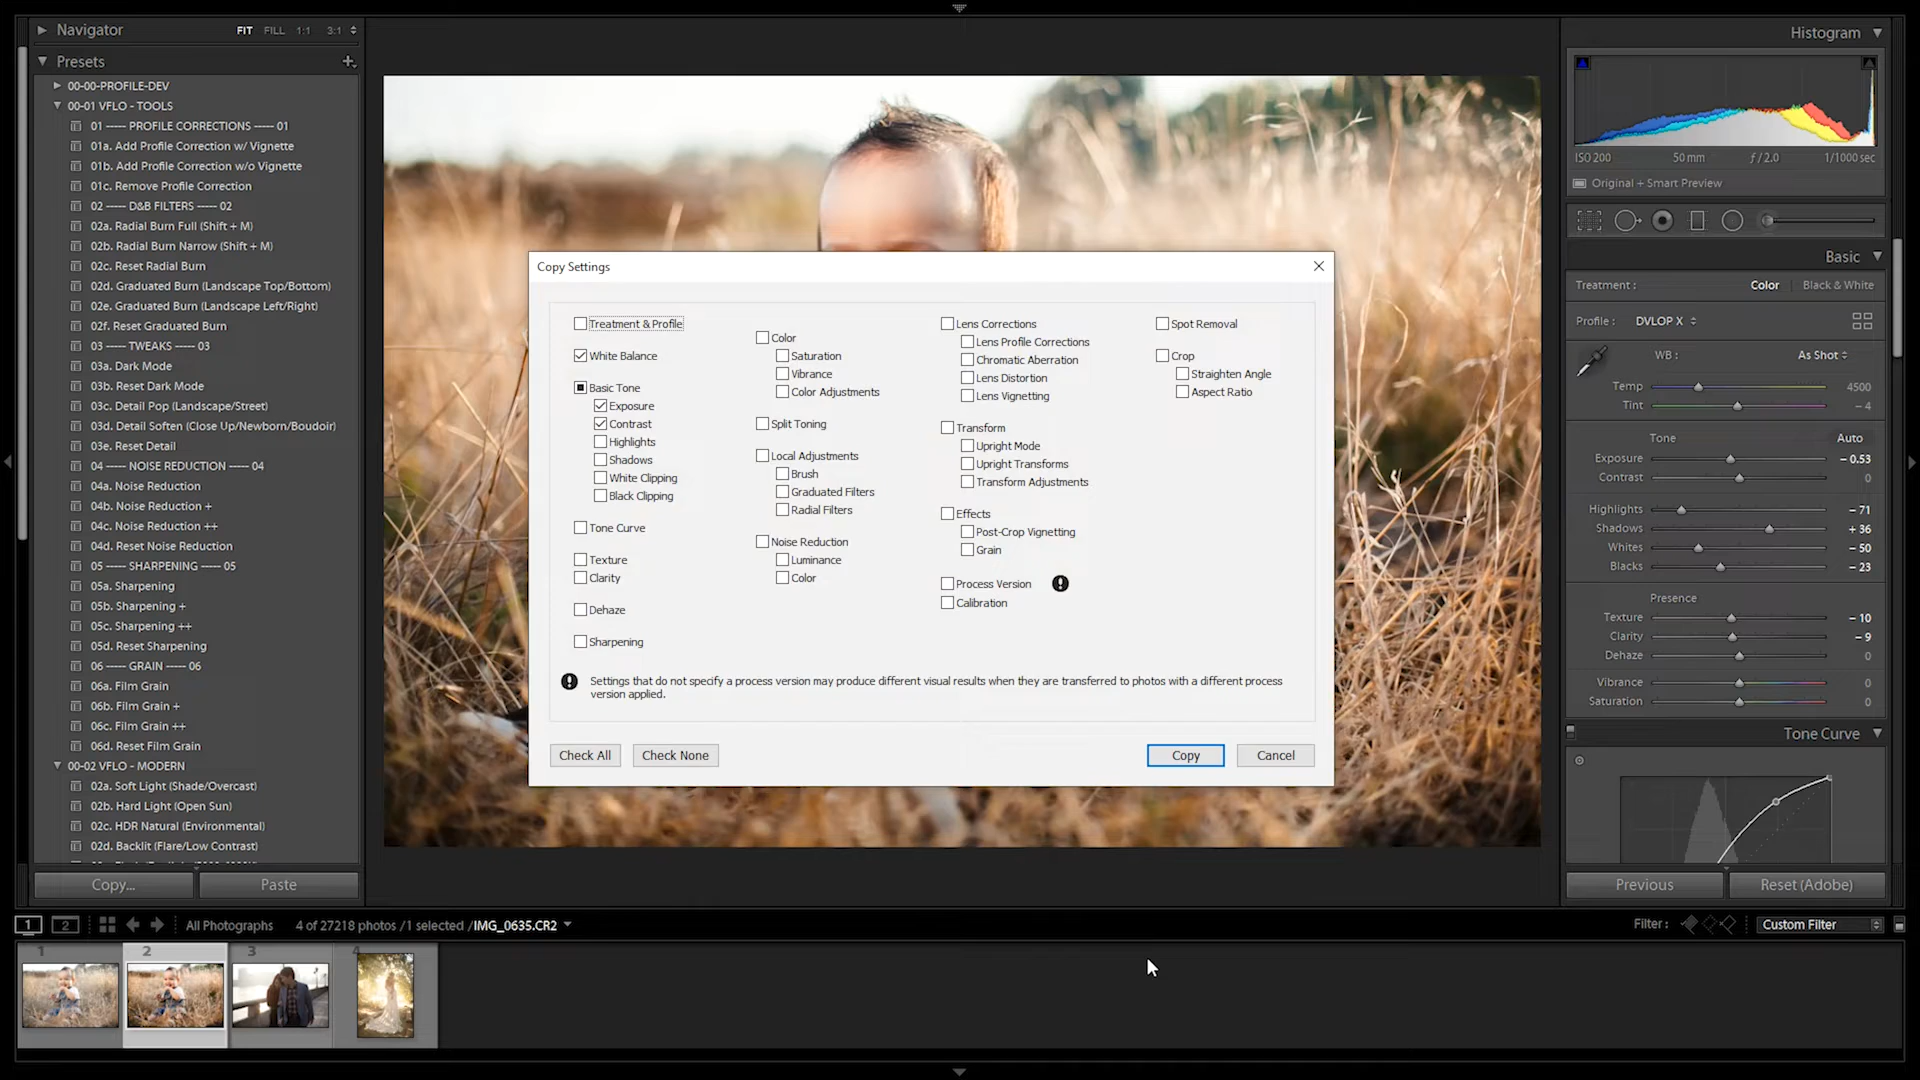 Navigator
FIT FILL 1:1 3:1
Presets
00-00-PROFILE-DEV
00-01 VFLO - TOOLS
01 ----- PROFILE CORRECTIONS ----- 01
01a. Add Profile Correction w/ Vignette
01b. Add Profile Correction w/o Vignette
01c. Remove Profile Correction
02 ----- D&B FILTERS ----- 02
02a. Radial Burn Full (Shift + M)
02b. Radial Burn Narrow (Shift + M)
02c. Reset Radial Burn
02d. Graduated Burn (Landscape Top/Bottom)
02e. Graduated Burn (Landscape Left/Right)
02f. Reset Graduated Burn
03 ----- TWEAKS ----- 03
03a. Dark Mode
03b. Reset Dark Mode
03c. Detail Pop (Landscape/Street)
03d. Detail Soften (Close Up/Newborn/Boudoir)
03e. Reset Detail
04 ----- NOISE REDUCTION ----- 04
04a. Noise Reduction
04b. Noise Reduction +
04c. Noise Reduction ++
04d. Reset Noise Reduction
05 ----- SHARPENING ----- 05
05a. Sharpening
05b. Sharpening +
05c. Sharpening ++
05d. Reset Sharpening
06 ----- GRAIN ----- 06
06a. Film Grain
06b. Film Grain +
06c. Film Grain ++
06d. Reset Film Grain
00-02 VFLO - MODERN
02a. Soft Light (Shade/Overcast)
02b. Hard Light (Open Sun)
02c. HDR Natural (Environmental)
02d. Backlit (Flare/Low Contrast)
Copy... Paste
Copy Settings
Treatment & Profile
White Balance
Basic Tone
Exposure
Contrast
Highlights
Shadows
White Clipping
Black Clipping
Tone Curve
Texture
Clarity
Dehaze
Sharpening
Color
Saturation
Vibrance
Color Adjustments
Split Toning
Local Adjustments
Brush
Graduated Filters
Radial Filters
Noise Reduction
Luminance
Color
Lens Corrections
Lens Profile Corrections
Chromatic Aberration
Lens Distortion
Lens Vignetting
Transform
Upright Mode
Upright Transforms
Transform Adjustments
Effects
Post-Crop Vignetting
Grain
Process Version
Calibration
Spot Removal
Crop
Straighten Angle
Aspect Ratio
Settings that do not specify a process version may produce different visual results when they are transferred to photos with a different process
version applied.
Check All Check None Copy Cancel
Histogram
ISO 200 50 mm ƒ / 2.0 1/1000 sec
Original + Smart Preview
Basic
Treatment : Color Black & White
Profile : DVLOP X
WB : As Shot
Temp 4500
Tint – 4
Tone Auto
Exposure – 0.53
Contrast 0
Highlights – 71
Shadows + 36
Whites – 50
Blacks – 23
Presence
Texture – 10
Clarity – 9
Dehaze 0
Vibrance 0
Saturation 0
Tone Curve
Previous Reset (Adobe)
1 2 All Photographs 4 of 27218 photos /1 selected /IMG_0635.CR2 Filter : Custom Filter
1 2 3 4